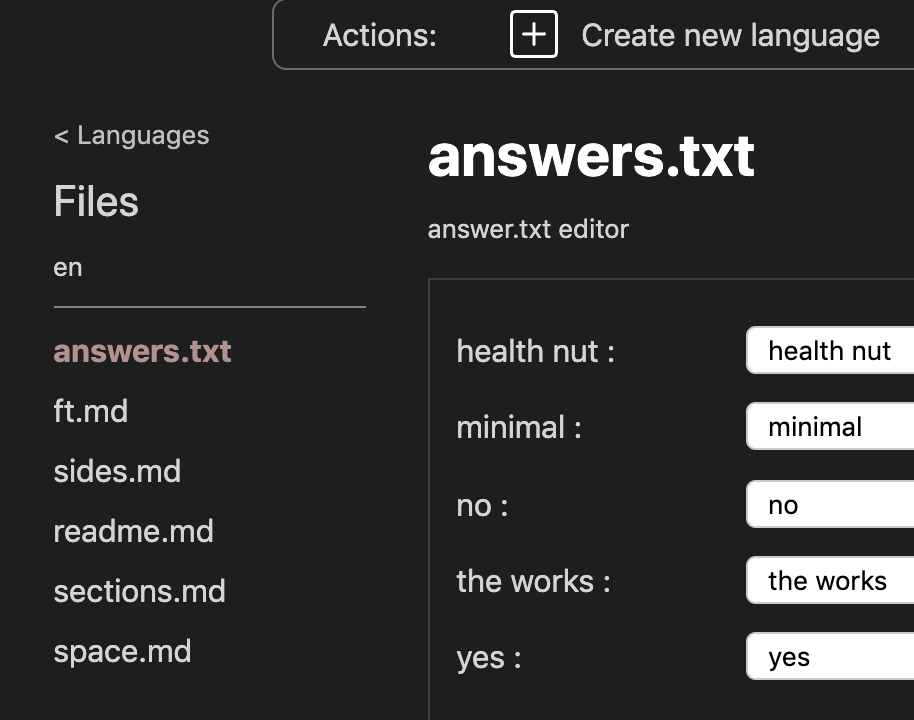 Actions: Create new language
< Languages
Files
en
answers.txt
ft.md
sides.md
readme.md
sections.md
space.md
answers.txt
answer.txt editor
health nut : health nut
minimal : minimal
no : no
the works : the works
yes : yes